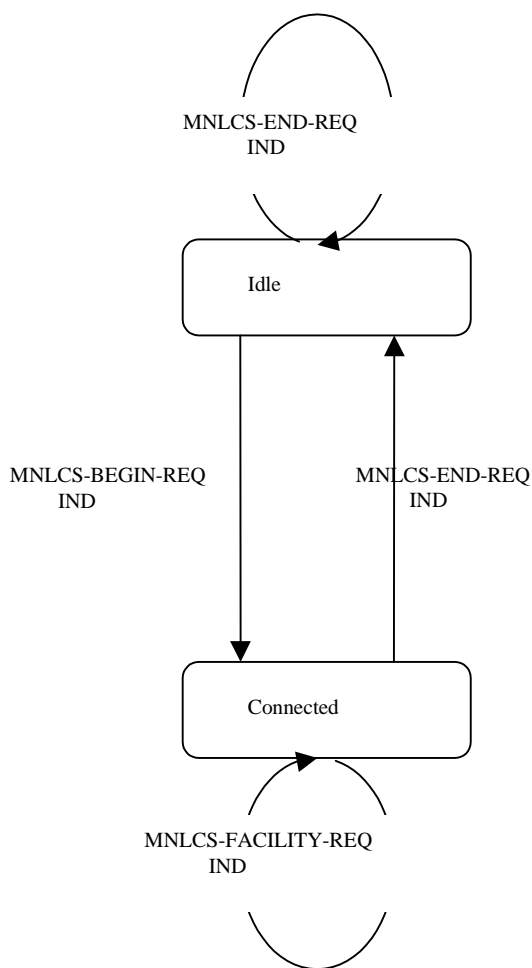 MNLCS-END-REQ
IND
Idle
MNLCS-BEGIN-REQ
IND
MNLCS-END-REQ
IND
Connected
MNLCS-FACILITY-REQ
IND